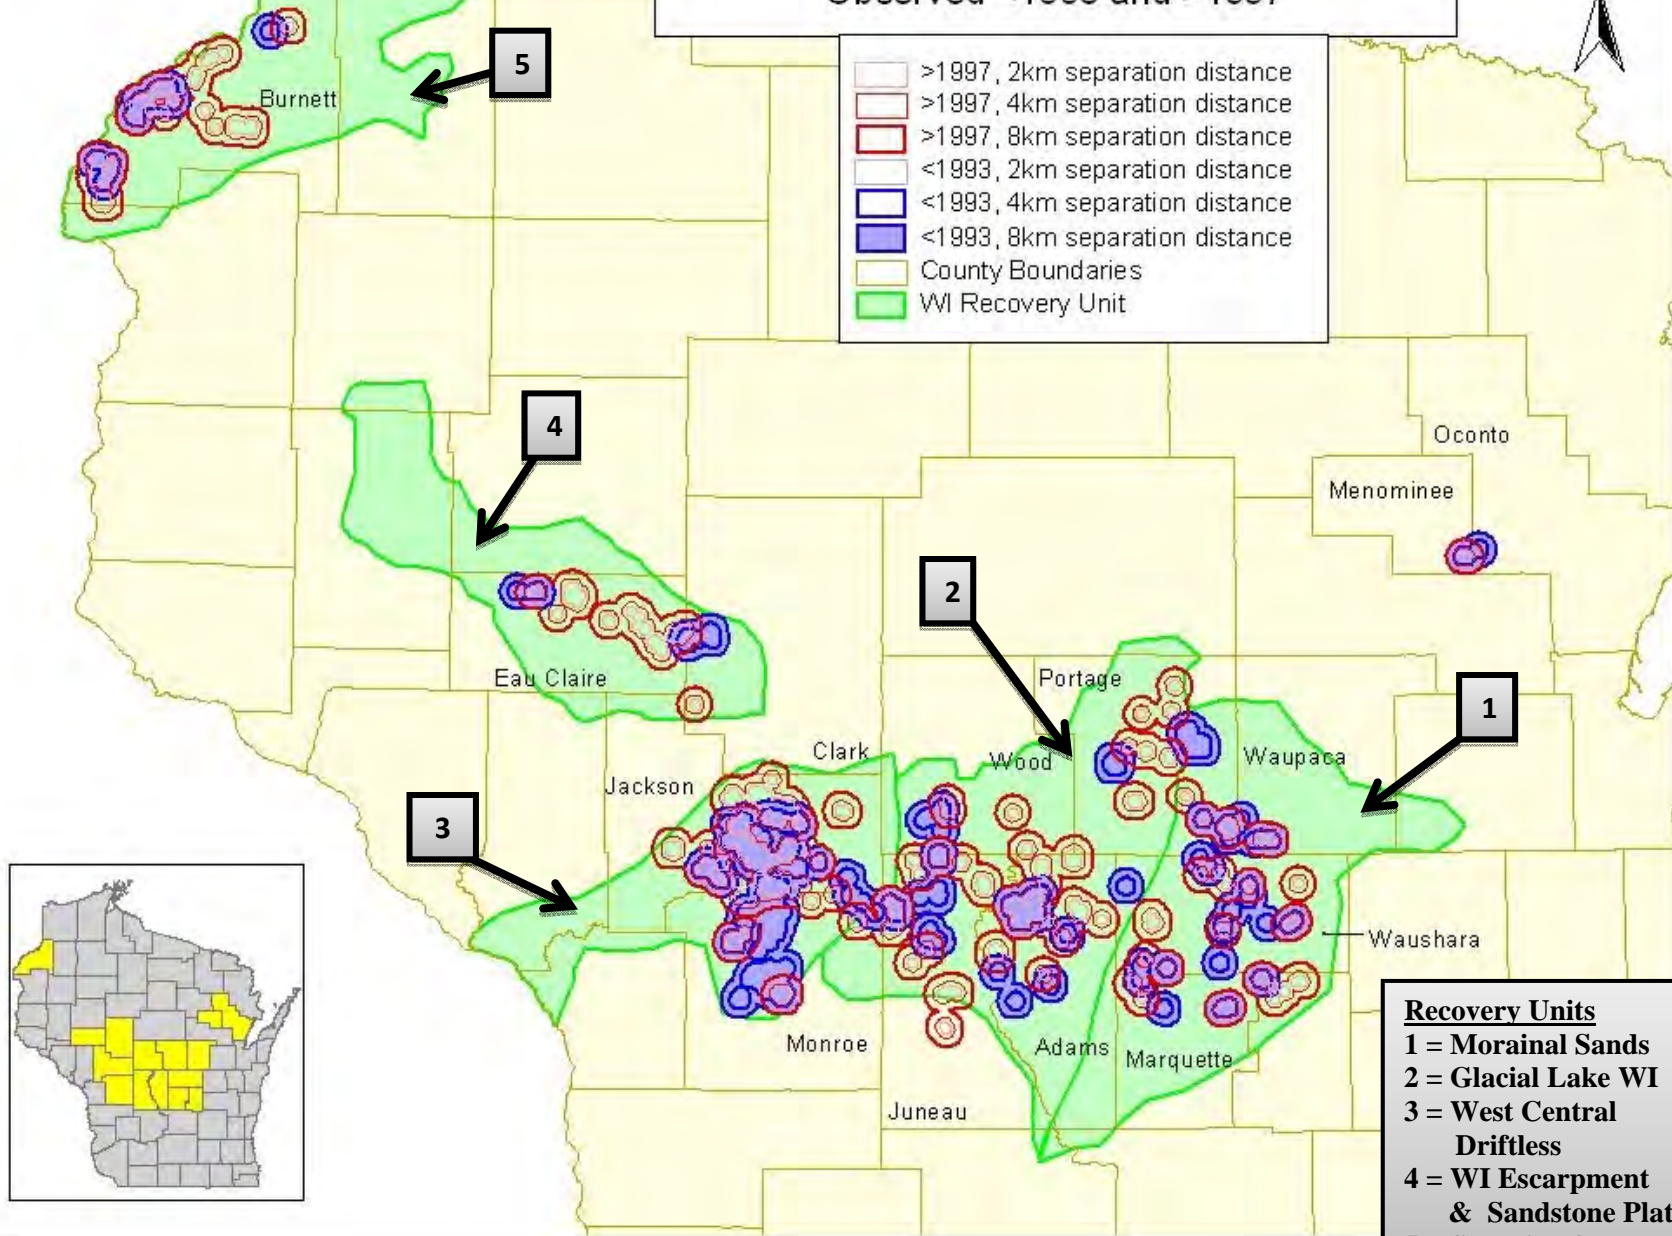 >1997, 2km separation distance
>1997, 4km separation distance
>1997, 8km separation distance
<1993, 2km separation distance
<1993, 4km separation distance
<1993, 8km separation distance
County Boundaries
WI Recovery Unit
5
Burnett
4
Oconto
Menominee
2
Eau Claire
Portage
1
Clark
Wood
Waupaca
Jackson
3
Waushara
Monroe
Adams
Marquette
Juneau
Recovery Units
1 = Morainal Sands
2 = Glacial Lake WI
3 = West Central
Driftless
4 = WI Escarpment
& Sandstone Plat